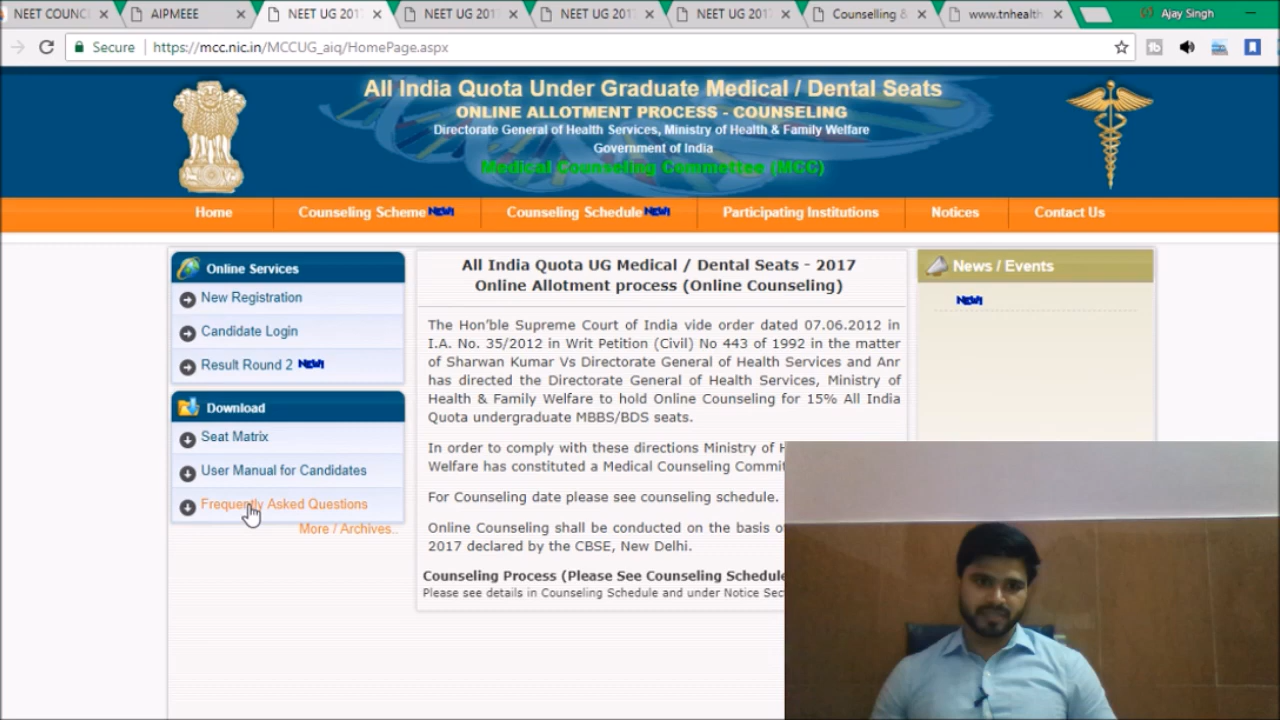 NEET COUNC
AIPMEEE
NEET UG 2017
NEET UG 201
NEET UG 201
NEET UG 2017
Counselling &
www.tnhealth
Ajay Singh
Secure
https://mcc.nic.in/MCCUG_aiq/HomePage.aspx
All India Quota Under Graduate Medical / Dental Seats
ONLINE ALLOTMENT PROCESS - COUNSELING
Directorate General of Health Services, Ministry of Health & Family Welfare
Government of India
Medical Counseling Committee (MCC)
Home
Counseling Scheme NEW!
Counseling Schedule NEW!
Participating Institutions
Notices
Contact Us
Online Services
New Registration
Candidate Login
Result Round 2 NEW!
Download
Seat Matrix
User Manual for Candidates
Frequently Asked Questions
More / Archives..
All India Quota UG Medical / Dental Seats - 2017
Online Allotment process (Online Counseling)
The Hon'ble Supreme Court of India vide order dated 07.06.2012 in
I.A. No. 35/2012 in Writ Petition (Civil) No 443 of 1992 in the matter
of Sharwan Kumar Vs Directorate General of Health Services and Anr
has directed the Directorate General of Health Services, Ministry of
Health & Family Welfare to hold Online Counseling for 15% All India
Quota undergraduate MBBS/BDS seats.
In order to comply with these directions Ministry of H
Welfare has constituted a Medical Counseling Commit
For Counseling date please see counseling schedule.
Online Counseling shall be conducted on the basis o
2017 declared by the CBSE, New Delhi.
Counseling Process (Please See Counseling Schedule
Please see details in Counseling Schedule and under Notice Sec
News / Events
NEW!